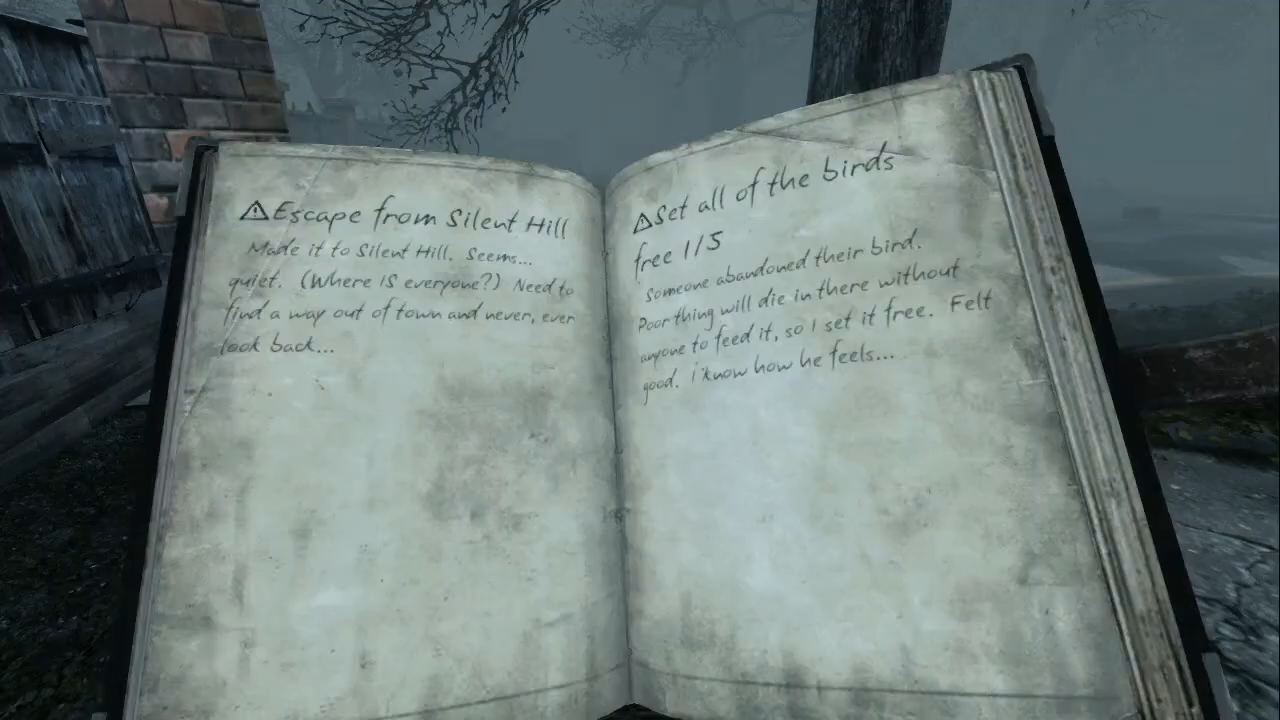 ⚠Escape from Silent Hill
Made it to Silent Hill. Seems...
quiet. (Where is everyone?) Need to
find a way out of town and never, ever
look back...
⚠Set all of the birds
free 1/5
Someone abandoned their bird.
Poor thing will die in there without
anyone to feed it, so I set it free. Felt
good. I know how he feels...